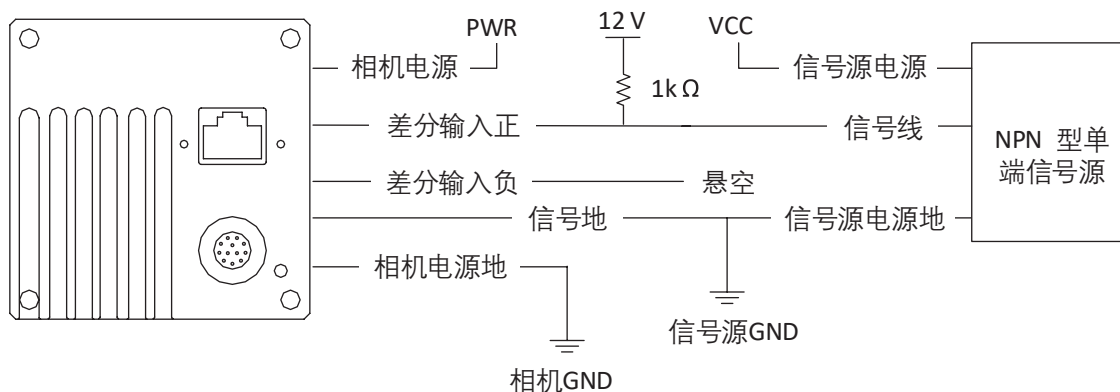 PWR
12 V
VCC
相机电源
信号源电源
1k Ω
差分输入正
信号线
NPN 型单
端信号源
差分输入负
悬空
信号地
信号源电源地
相机电源地
信号源GND
相机GND